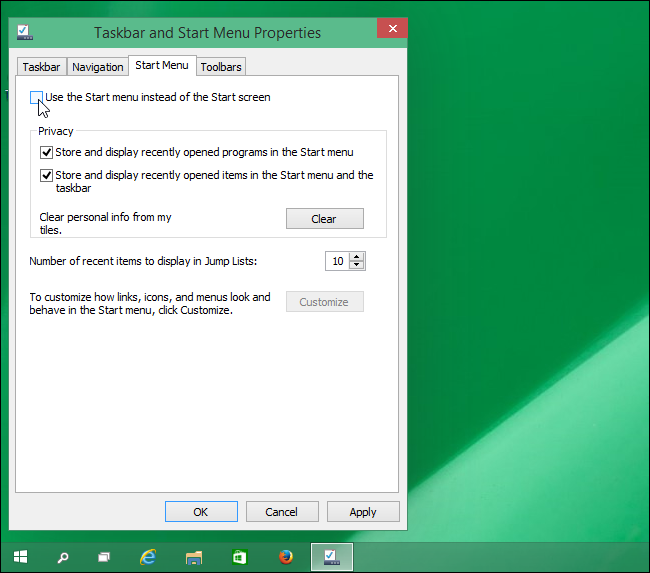 Taskbar and Start Menu Properties
Taskbar
Navigation
Start Menu
Toolbars
Use the Start menu instead of the Start screen
Privacy
Store and display recently opened programs in the Start menu
Store and display recently opened items in the Start menu and the
taskbar
Clear personal info from my
tiles.
Clear
Number of recent items to display in Jump Lists:
10
To customize how links, icons, and menus look and
behave in the Start menu, click Customize.
Customize
OK
Cancel
Apply